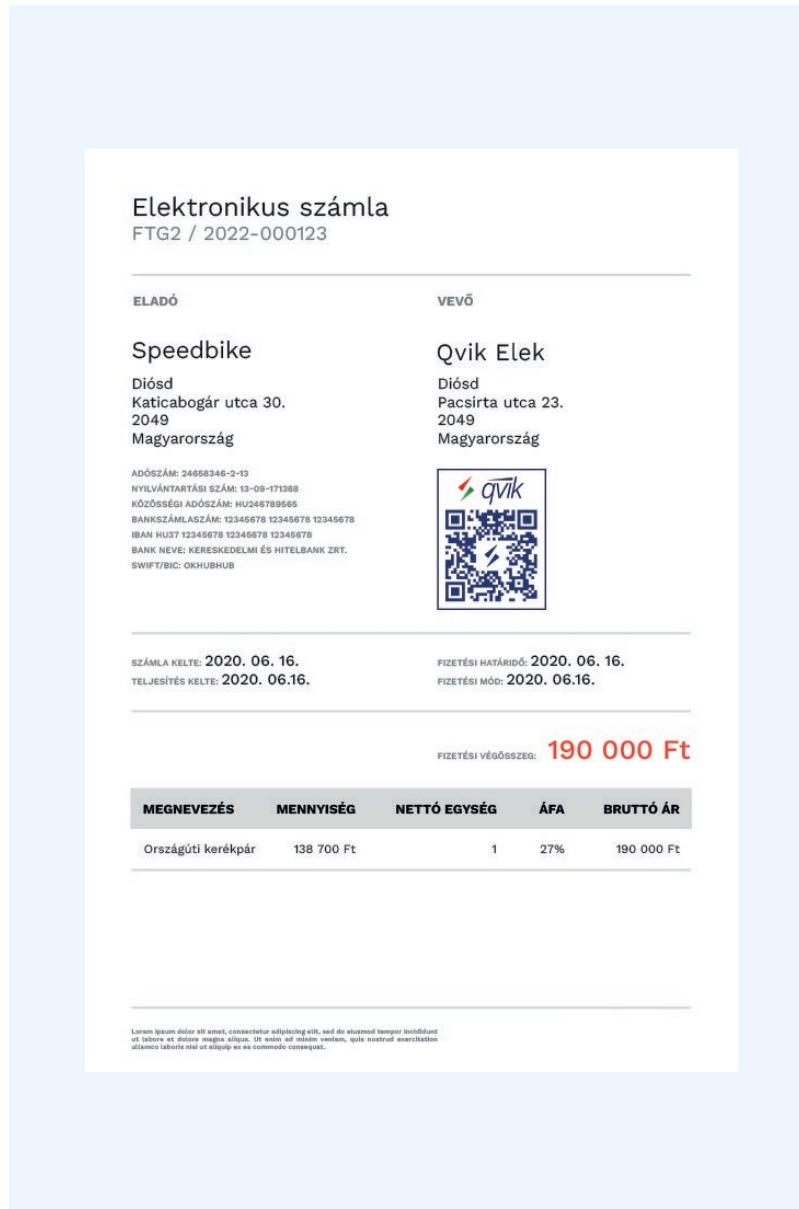 Elektronikus számla
FTG2 / 2022-000123
ELADÓ
Speedbike
Diósd
Katicabogár utca 30.
2049
Magyarország
ADÓSZÁM: 24658346-2-13
NYILVÁNTARTÁSI SZÁM: 13-09-171368
KÖZÖSSÉGI ADÓSZÁM: HU246789565
BANKSZÁMLASZÁM: 12345678 12345678 12345678
IBAN HU37 12345678 12345678 12345678
BANK NEVE: KERESKEDELMI ÉS HITELBANK ZRT.
SWIFT/BIC: OKHUBHUB
VEVŐ
Qvik Elek
Diósd
Pacsirta utca 23.
2049
Magyarország
qvik
SZÁMLA KELTE: 2020. 06. 16.
TELJESÍTÉS KELTE: 2020. 06.16.
FIZETÉSI HATÁRIDŐ: 2020. 06. 16.
FIZETÉSI MÓD: 2020. 06.16.
FIZETÉSI VÉGÖSSZEG: 190 000 Ft
MEGNEVEZÉS MENNYISÉG NETTÓ EGYSÉG ÁFA BRUTTÓ ÁR
Országúti kerékpár 138 700 Ft 1 27% 190 000 Ft
Lorem ipsum dolor sit amet, consectetur adipiscing elit, sed do eiusmod tempor incididunt
ut labore et dolore magna aliqua. Ut enim ad minim veniam, quis nostrud exercitation
ullamco laboris nisi ut aliquip ex ea commodo consequat.